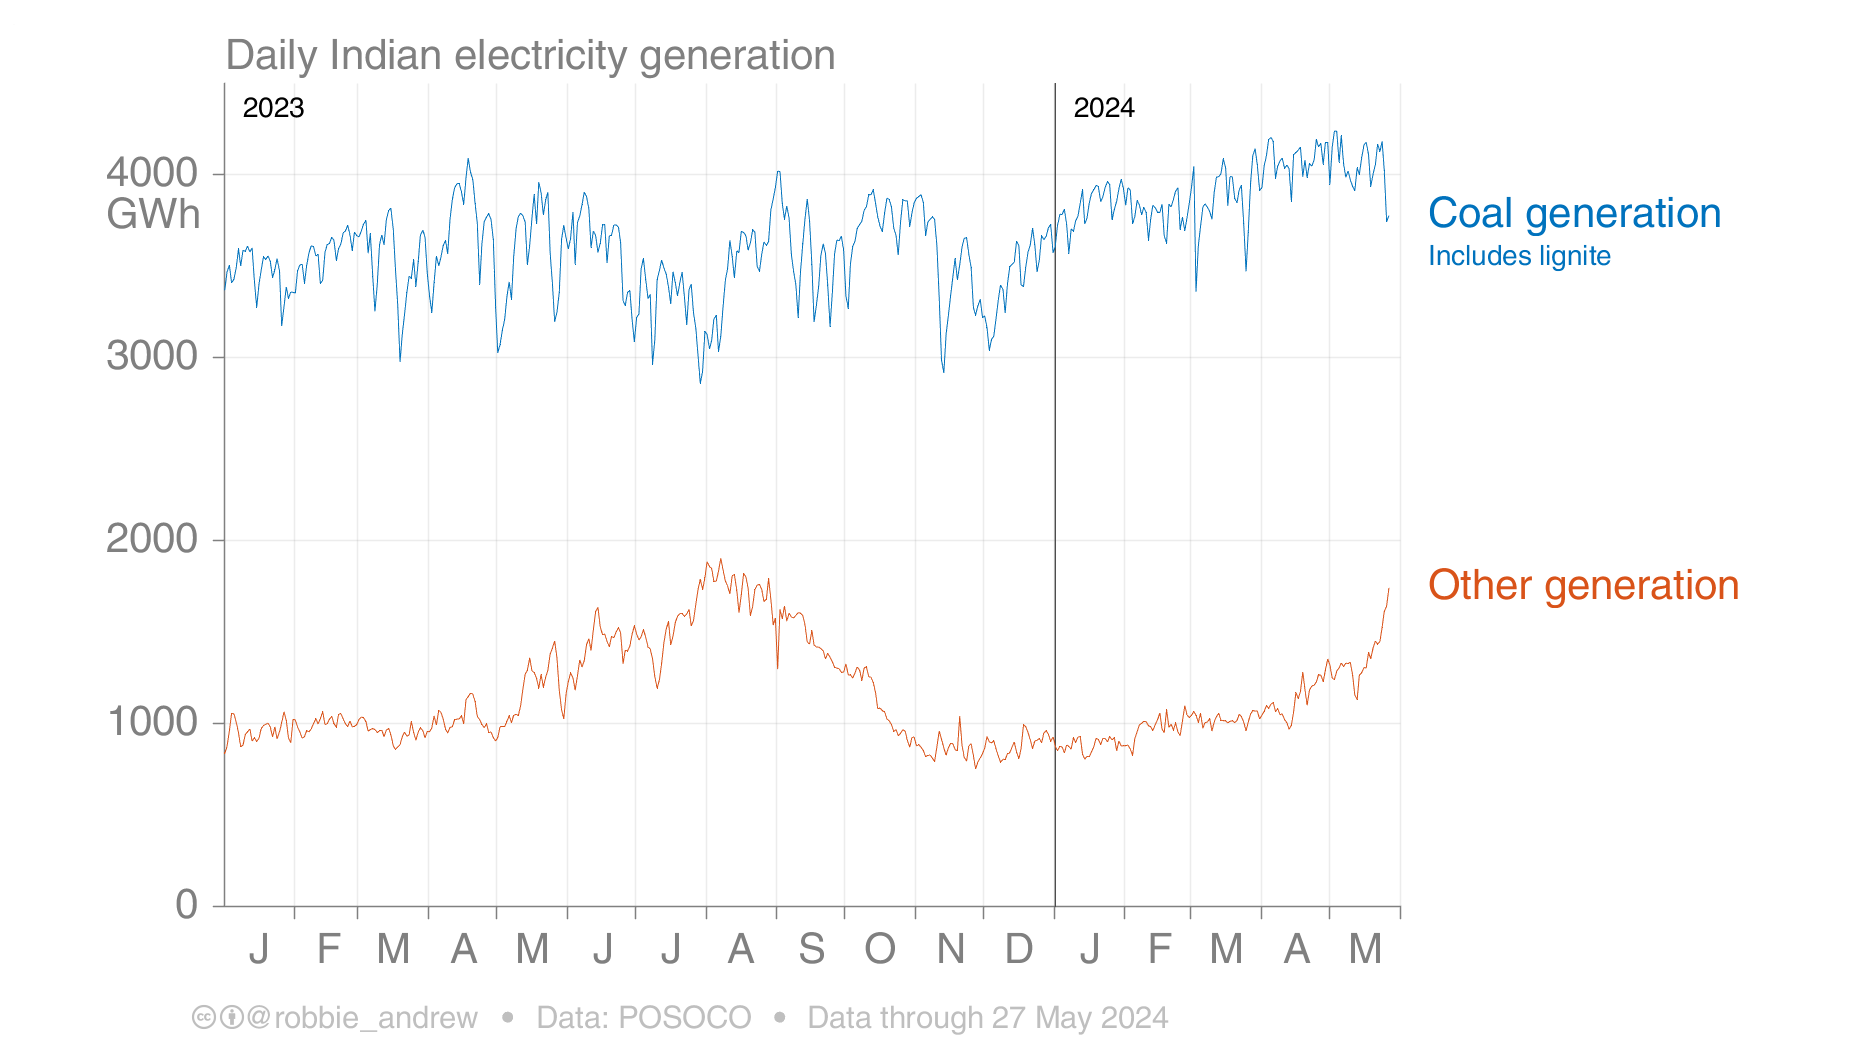 Daily Indian electricity generation
2023
2024
4000
GWh
3000
2000
1000
0
Coal generation
Includes lignite
Other generation
J F M A M J J A S O N D J F M A M
@robbie_andrew • Data: POSOCO • Data through 27 May 2024